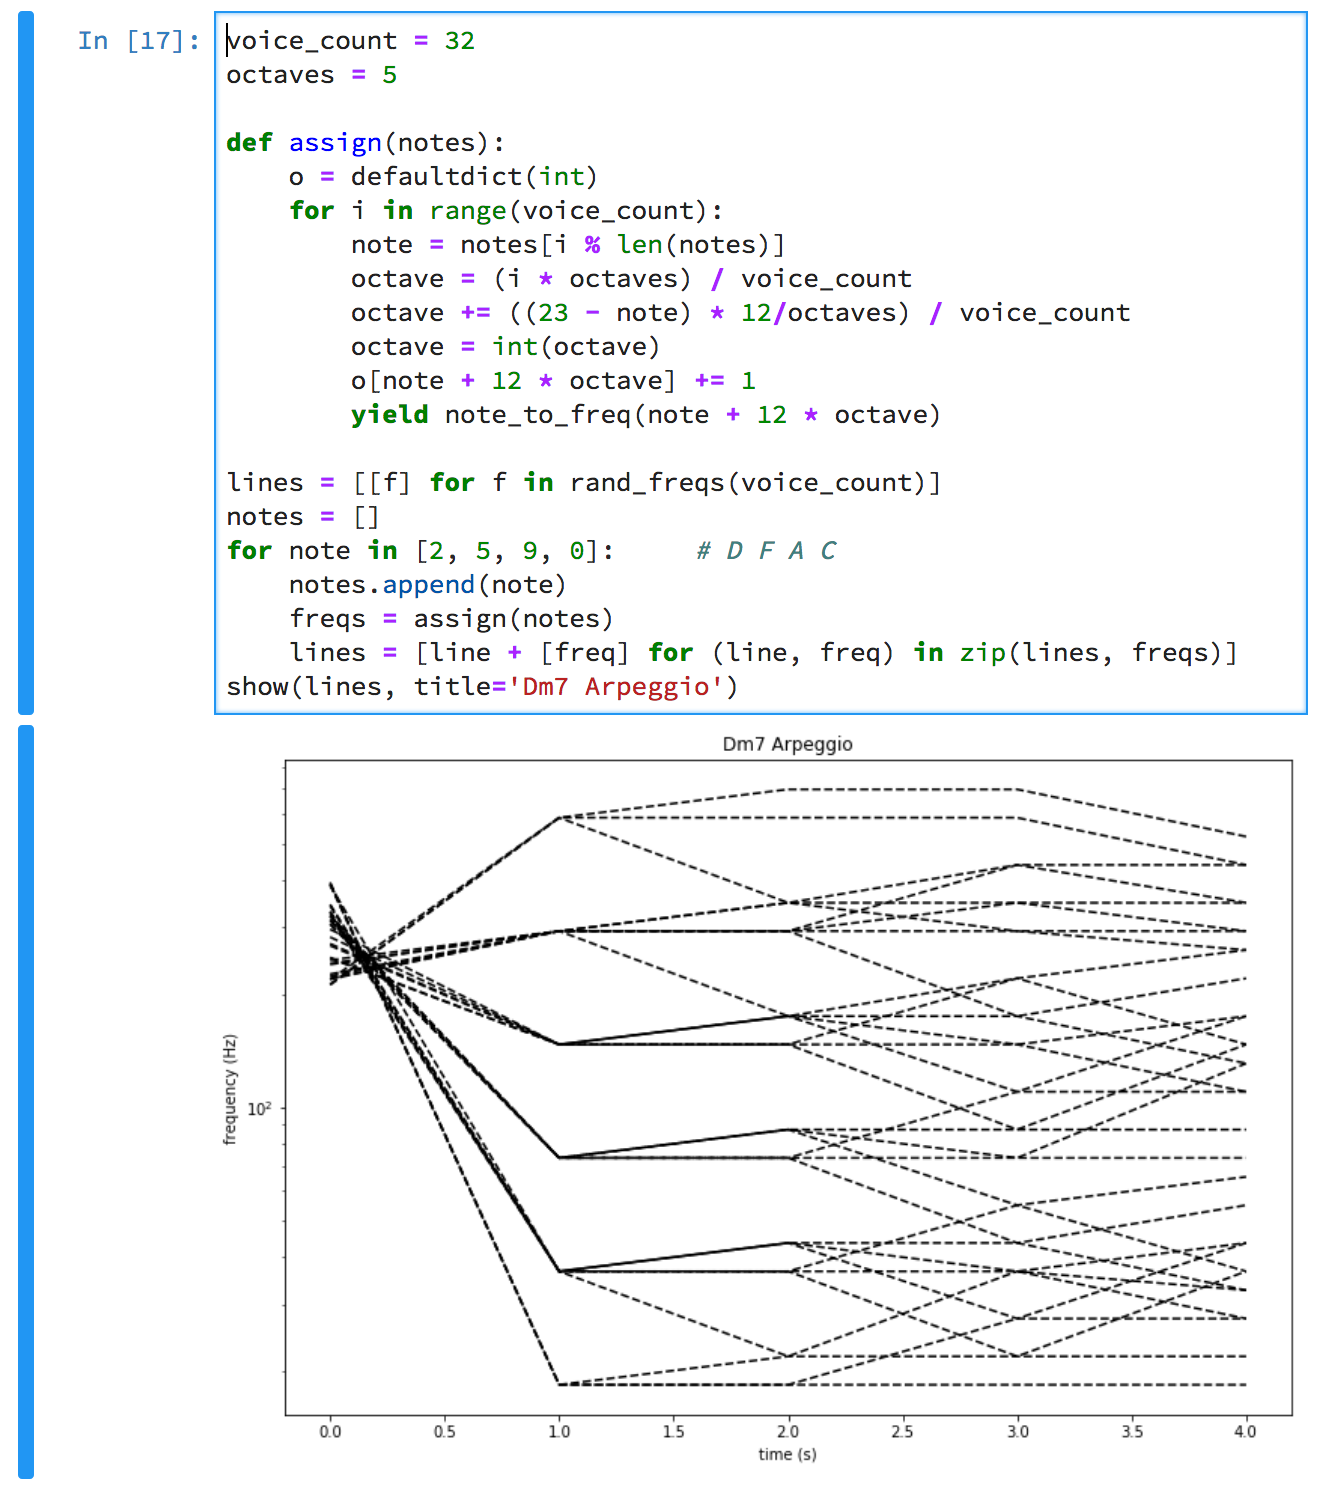 In [17]:
voice_count = 32
octaves = 5
def assign(notes):
    o = defaultdict(int)
    for i in range(voice_count):
        note = notes[i % len(notes)]
        octave = (i * octaves) / voice_count
        octave += ((23 - note) * 12/octaves) / voice_count
        octave = int(octave)
        o[note + 12 * octave] += 1
        yield note_to_freq(note + 12 * octave)
lines = [[f] for f in rand_freqs(voice_count)]
notes = []
for note in [2, 5, 9, 0]:     # D F A C
    notes.append(note)
    freqs = assign(notes)
    lines = [line + [freq] for (line, freq) in zip(lines, freqs)]
show(lines, title='Dm7 Arpeggio')
Dm7 Arpeggio
frequency (Hz)
10²
0.0 0.5 1.0 1.5 2.0 2.5 3.0 3.5 4.0
time (s)